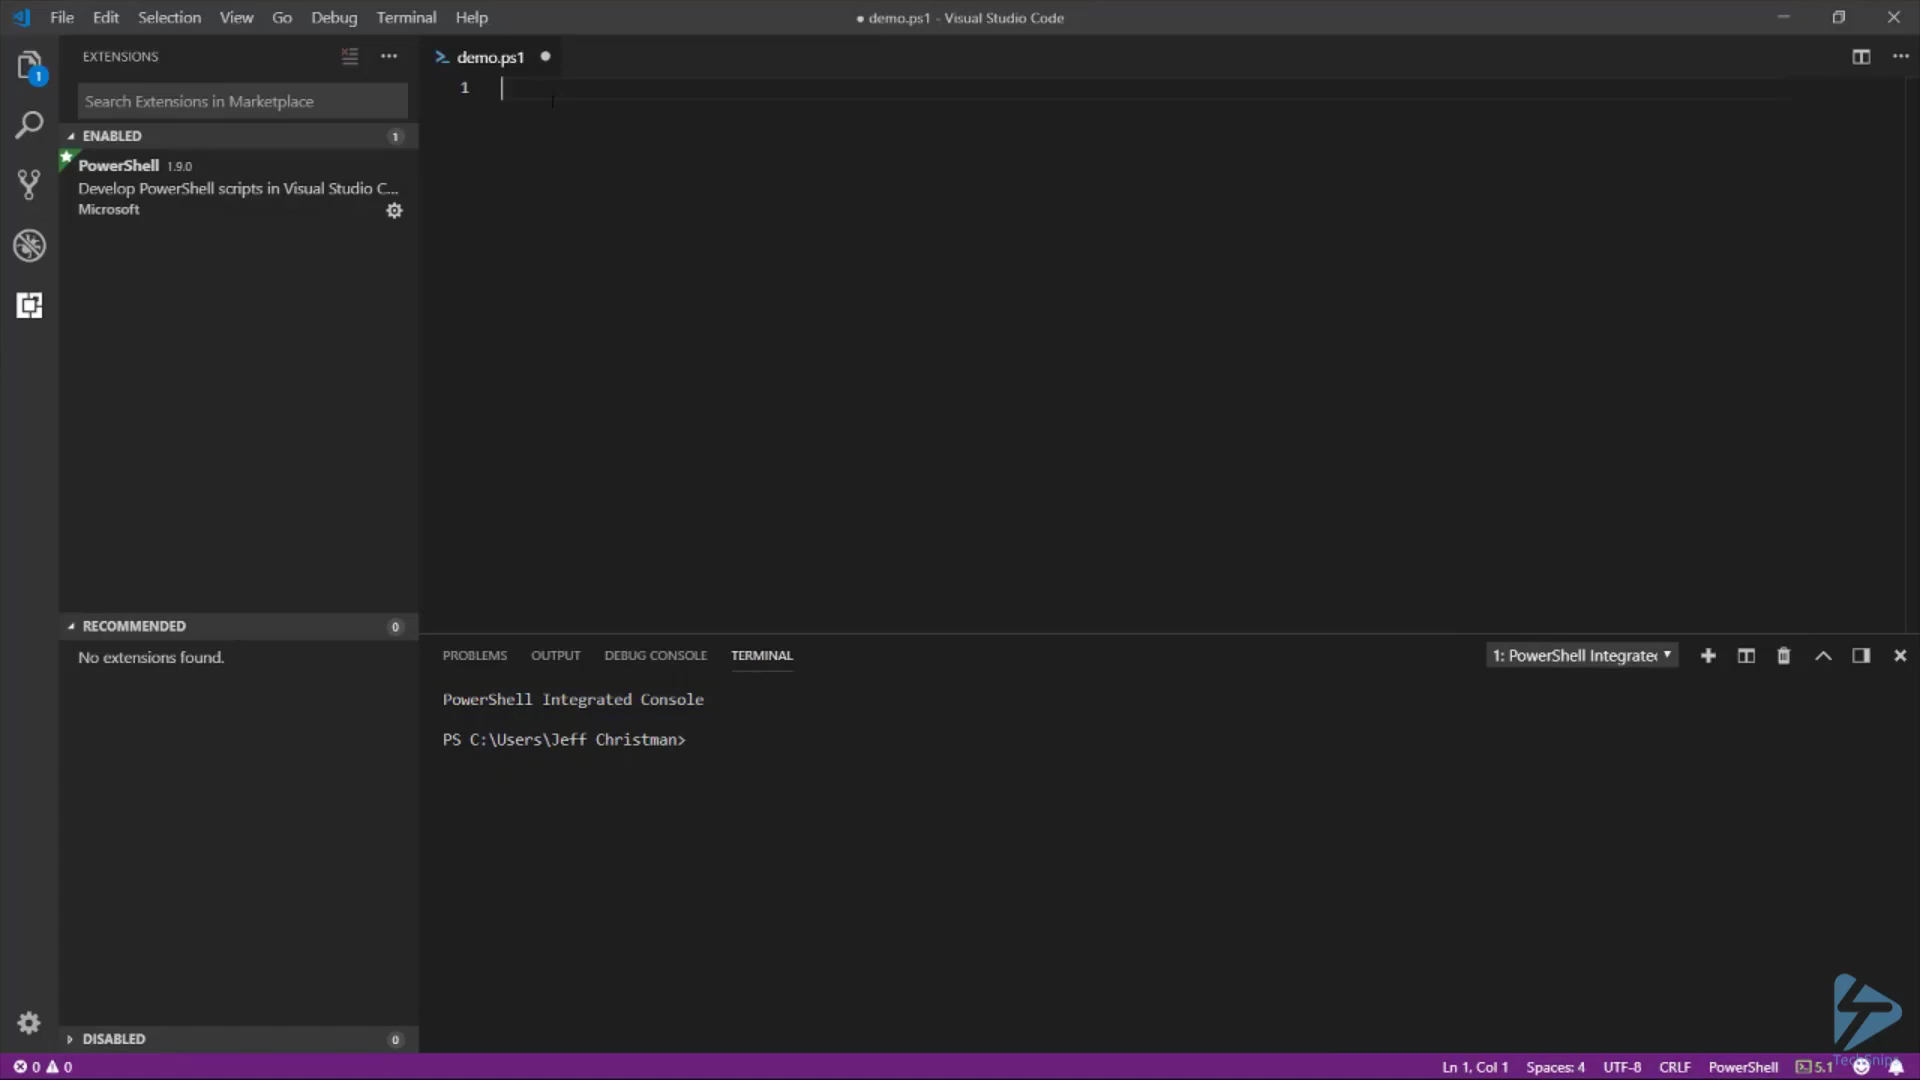 File Edit Selection View Go Debug Terminal Help
● demo.ps1 - Visual Studio Code
EXTENSIONS
demo.ps1
1
1
Search Extensions in Marketplace
ENABLED 1
PowerShell 1.9.0
Develop PowerShell scripts in Visual Studio C...
Microsoft
RECOMMENDED 0
No extensions found.
DISABLED 0
PROBLEMS OUTPUT DEBUG CONSOLE TERMINAL
1: PowerShell Integrated
PowerShell Integrated Console
PS C:\Users\Jeff Christman>
TechSnips
0 0
Ln 1, Col 1 Spaces: 4 UTF-8 CRLF PowerShell 5.1